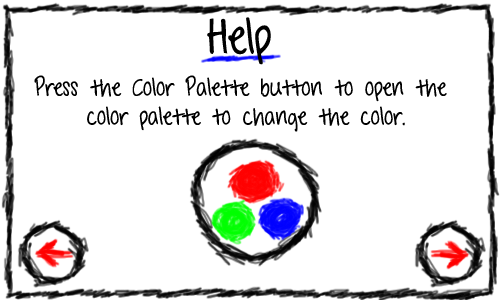 Help
Press the Color Palette button to open the
color palette to change the color.